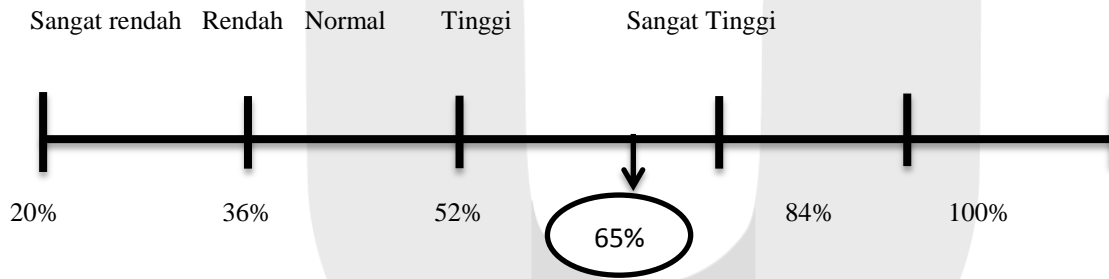 Sangat rendah Rendah Normal Tinggi Sangat Tinggi
20% 36% 52% 84% 100%
65%